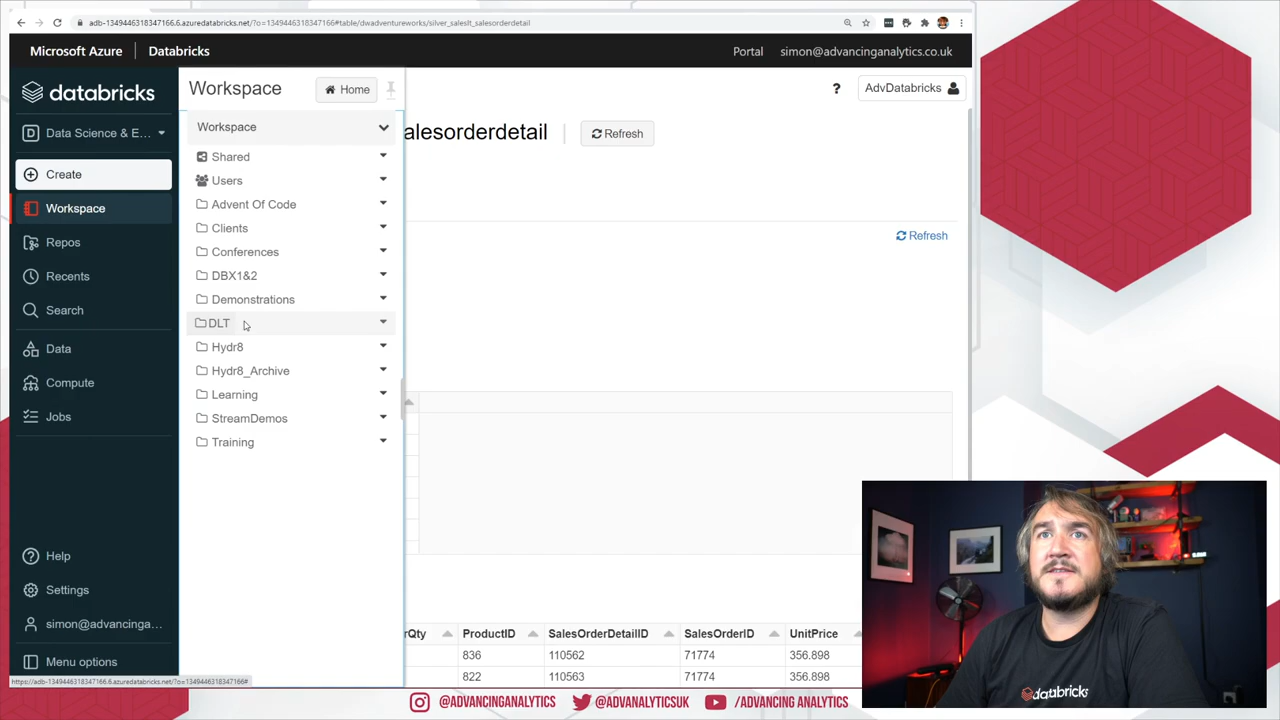 adb-1349446318347166.6.azuredatabricks.net/?o=1349446318347166#table/dwadventureworks/silver_saleslt_salesorderdetail
Microsoft Azure
Databricks
Portal
simon@advancinganalytics.co.uk
databricks
Workspace
Home
?
AdvDatabricks
D
Data Science & E...
Workspace
alesorderdetail
Refresh
Create
Shared
Users
Workspace
Advent Of Code
Repos
Clients
Refresh
Conferences
Recents
DBX1&2
Search
Demonstrations
DLT
Data
Hydr8
Compute
Hydr8_Archive
Learning
Jobs
StreamDemos
Training
Help
Settings
simon@advancinga...
rQty
ProductID
SalesOrderDetailID
SalesOrderID
UnitPrice
836
110562
71774
356.898
Menu options
822
110563
71774
356.898
https://adb-1349446318347166.6.azuredatabricks.net/?o=1349446318347166#
databricks
@ADVANCINGANALYTICS
@ADVANALYTICSUK
/ADVANCING ANALYTICS